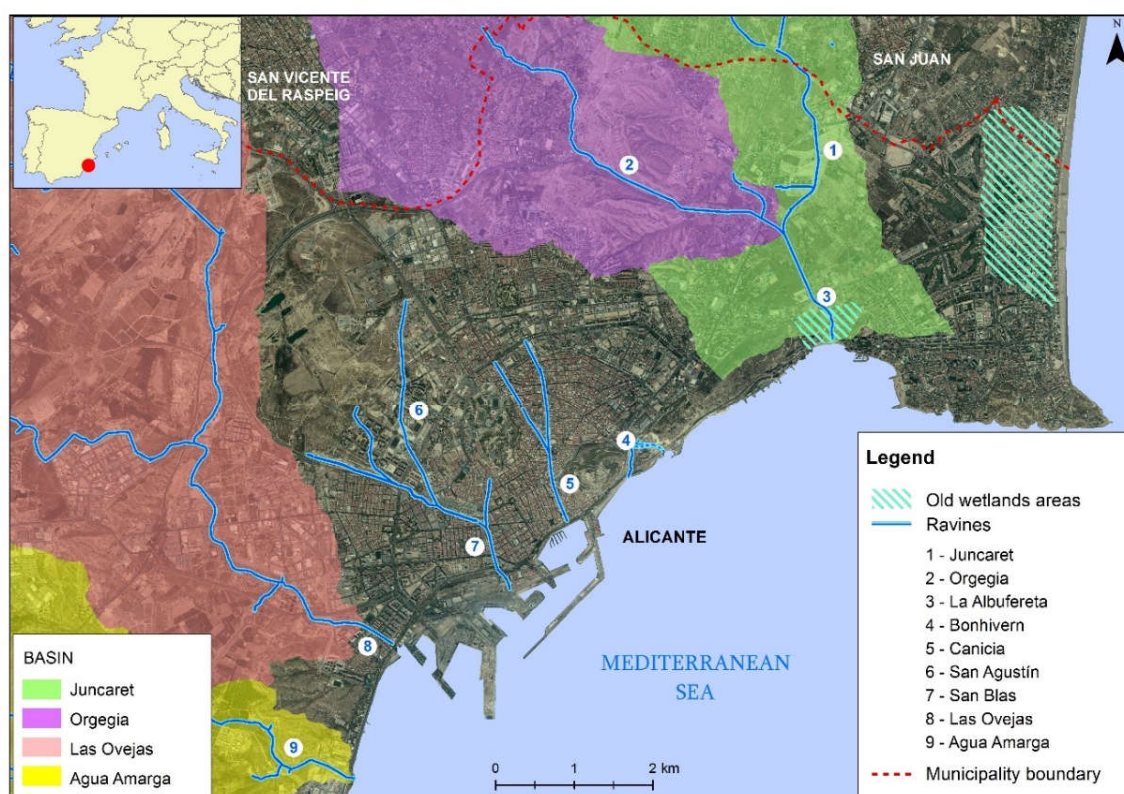 N
SAN VICENTE
DEL RASPEIG
SAN JUAN
1
2
3
4
5
6
7
8
9
ALICANTE
MEDITERRANEAN
SEA
0 1 2 km
BASIN
Juncaret
Orgegia
Las Ovejas
Agua Amarga
Legend
Old wetlands areas
Ravines
1 - Juncaret
2 - Orgegia
3 - La Albufereta
4 - Bonhivern
5 - Canicia
6 - San Agustín
7 - San Blas
8 - Las Ovejas
9 - Agua Amarga
Municipality boundary